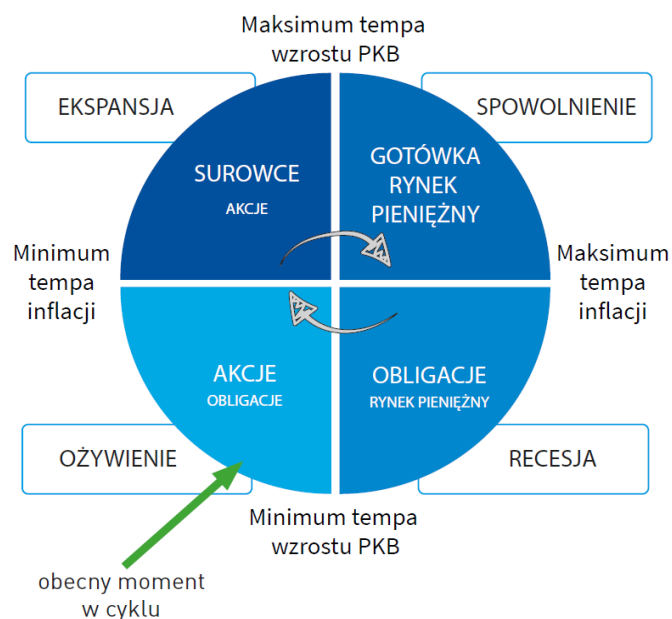 Maksimum tempa
wzrostu PKB
EKSPANSJA
SPOWOLNIENIE
SUROWCE
AKCJE
GOTÓWKA
RYNEK
PIENIĘŻNY
Minimum
tempa
inflacji
Maksimum
tempa
inflacji
AKCJE
OBLIGACJE
OBLIGACJE
RYNEK PIENIĘŻNY
OŻYWIENIE
RECESJA
Minimum tempa
wzrostu PKB
obecny moment
w cyklu